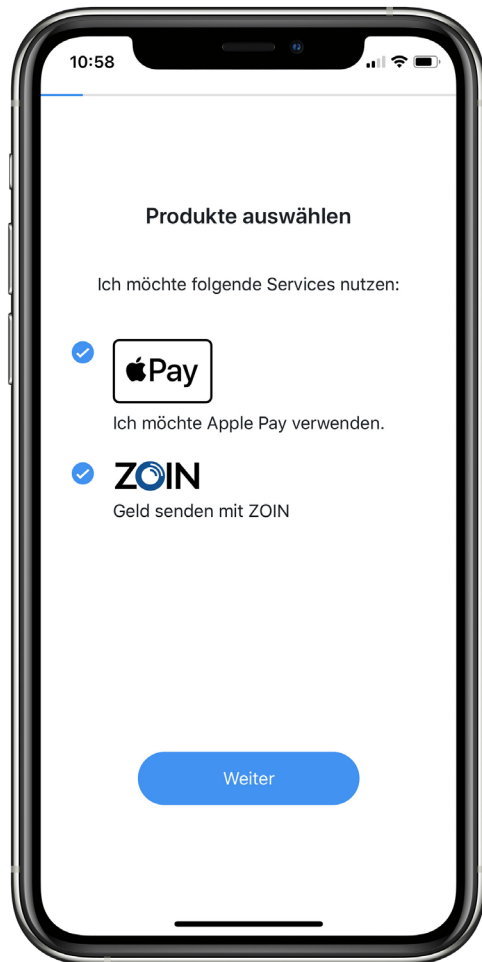 10:58
Produkte auswählen
Ich möchte folgende Services nutzen:
Pay
Ich möchte Apple Pay verwenden.
ZOIN
Geld senden mit ZOIN
Weiter